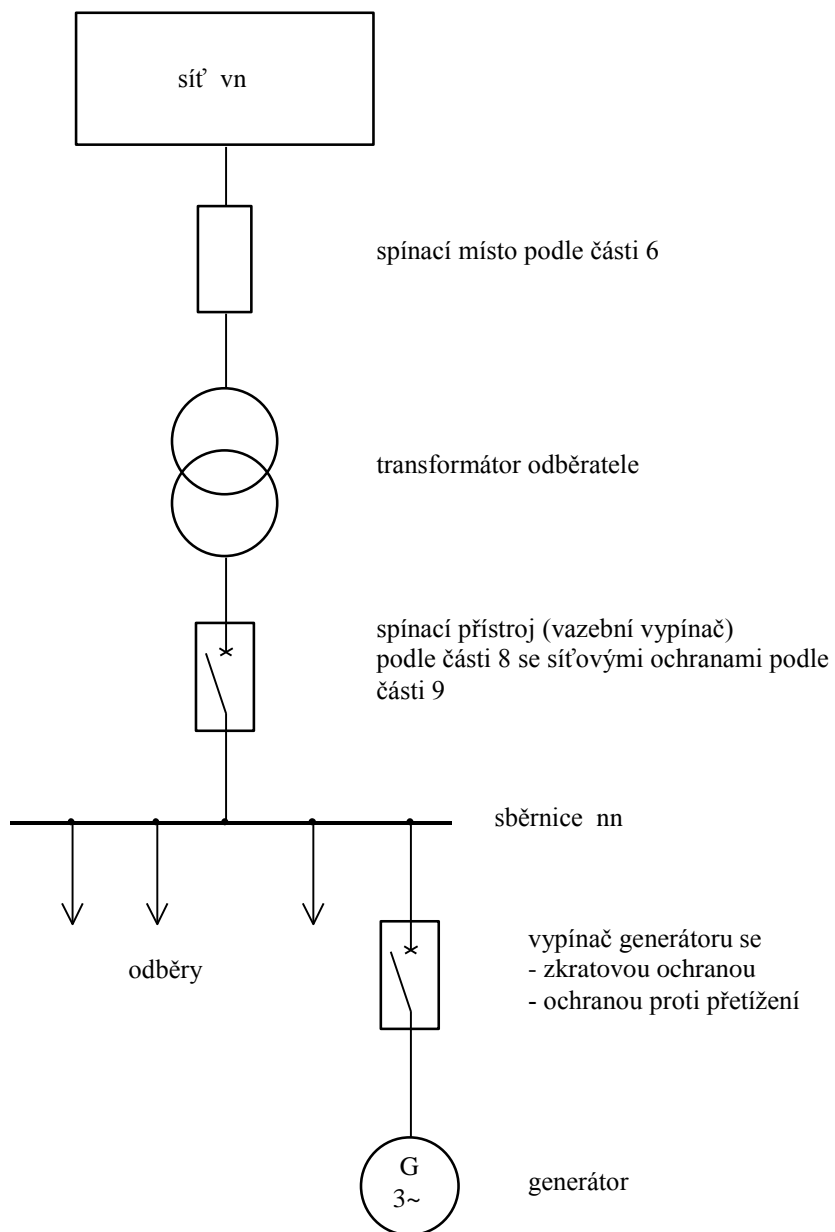 síť vn
spínací místo podle části 6
transformátor odběratele
spínací přístroj (vazební vypínač)
podle části 8 se síťovými ochranami podle
části 9
sběrnice nn
odběry
vypínač generátoru se
- zkratovou ochranou
- ochranou proti přetížení
G
3~
generátor